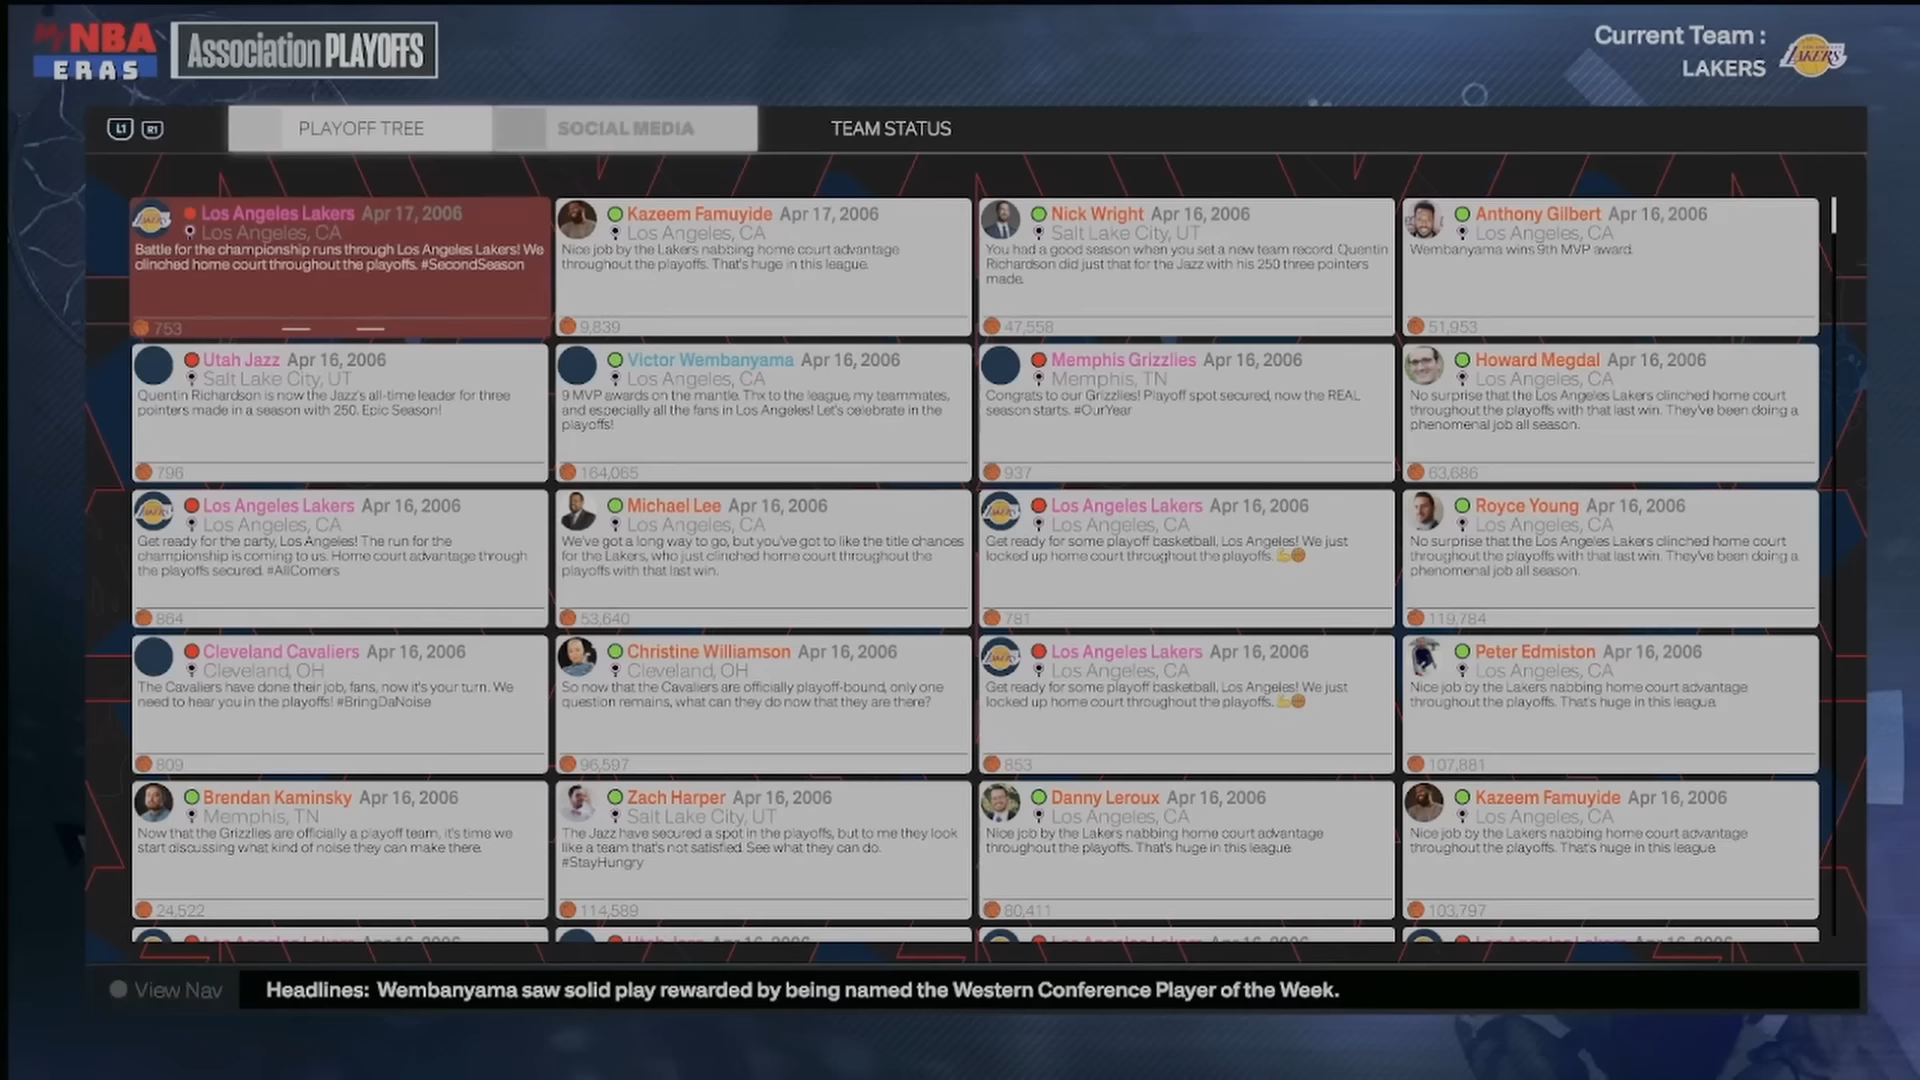 MyNBA
ERAS
Association PLAYOFFS
Current Team :
LAKERS
LAKERS
L1 R1
PLAYOFF TREE
SOCIAL MEDIA
TEAM STATUS
Los Angeles Lakers Apr 17, 2006
Los Angeles, CA
Battle for the championship runs through Los Angeles Lakers! We
clinched home court throughout the playoffs. #SecondSeason
753
Kazeem Famuyide Apr 17, 2006
Los Angeles, CA
Nice job by the Lakers nabbing home court advantage
throughout the playoffs. That's huge in this league.
9,839
Nick Wright Apr 16, 2006
Salt Lake City, UT
You had a good season when you set a new team record. Quentin
Richardson did just that for the Jazz with his 250 three pointers
made.
47,558
Anthony Gilbert Apr 16, 2006
Los Angeles, CA
Wembanyama wins 9th MVP award.
51,953
Utah Jazz Apr 16, 2006
Salt Lake City, UT
Quentin Richardson is now the Jazz's all-time leader for three
pointers made in a season with 250. Epic Season!
796
Victor Wembanyama Apr 16, 2006
Los Angeles, CA
9 MVP awards on the mantle. Thx to the league, my teammates,
and especially all the fans in Los Angeles! Let's celebrate in the
playoffs!
164,065
Memphis Grizzlies Apr 16, 2006
Memphis, TN
Congrats to our Grizzlies! Playoff spot secured, now the REAL
season starts. #OurYear
937
Howard Megdal Apr 16, 2006
Los Angeles, CA
No surprise that the Los Angeles Lakers clinched home court
throughout the playoffs with that last win. They've been doing a
phenomenal job all season.
63,686
Los Angeles Lakers Apr 16, 2006
Los Angeles, CA
Get ready for the party, Los Angeles! The run for the
championship is coming to us. Home court advantage through
the playoffs secured. #AllComers
864
Michael Lee Apr 16, 2006
Los Angeles, CA
We've got a long way to go, but you've got to like the title chances
for the Lakers, who just clinched home court throughout the
playoffs with that last win.
53,640
Los Angeles Lakers Apr 16, 2006
Los Angeles, CA
Get ready for some playoff basketball, Los Angeles! We just
locked up home court throughout the playoffs. 💪🏀
781
Royce Young Apr 16, 2006
Los Angeles, CA
No surprise that the Los Angeles Lakers clinched home court
throughout the playoffs with that last win. They've been doing a
phenomenal job all season.
119,784
Cleveland Cavaliers Apr 16, 2006
Cleveland, OH
The Cavaliers have done their job, fans, now it's your turn. We
need to hear you in the playoffs! #BringDaNoise
809
Christine Williamson Apr 16, 2006
Cleveland, OH
So now that the Cavaliers are officially playoff-bound, only one
question remains, what can they do now that they are there?
96,597
Los Angeles Lakers Apr 16, 2006
Los Angeles, CA
Get ready for some playoff basketball, Los Angeles! We just
locked up home court throughout the playoffs. 💪🏀
853
Peter Edmiston Apr 16, 2006
Los Angeles, CA
Nice job by the Lakers nabbing home court advantage
throughout the playoffs. That's huge in this league.
107,881
Brendan Kaminsky Apr 16, 2006
Memphis, TN
Now that the Grizzlies are officially a playoff team, it's time we
start discussing what kind of noise they can make there.
24,522
Zach Harper Apr 16, 2006
Salt Lake City, UT
The Jazz have secured a spot in the playoffs, but to me they look
like a team that's not satisfied. See what they can do.
#StayHungry
114,589
Danny Leroux Apr 16, 2006
Los Angeles, CA
Nice job by the Lakers nabbing home court advantage
throughout the playoffs. That's huge in this league.
80,411
Kazeem Famuyide Apr 16, 2006
Los Angeles, CA
Nice job by the Lakers nabbing home court advantage
throughout the playoffs. That's huge in this league.
103,797
Los Angeles Lakers Apr 16, 2006
Utah Jazz Apr 16, 2006
Los Angeles Lakers Apr 16, 2006
Los Angeles Lakers Apr 16, 2006
View Nav
Headlines: Wembanyama saw solid play rewarded by being named the Western Conference Player of the Week.